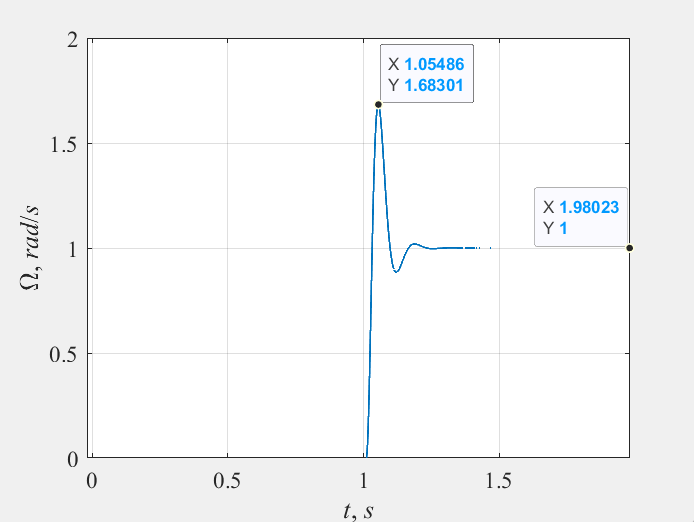 2
X 1.05486
Y 1.68301
1.5
X 1.98023
Y 1
Ω, rad/s
1
0.5
0
0 0.5 1 1.5
t, s